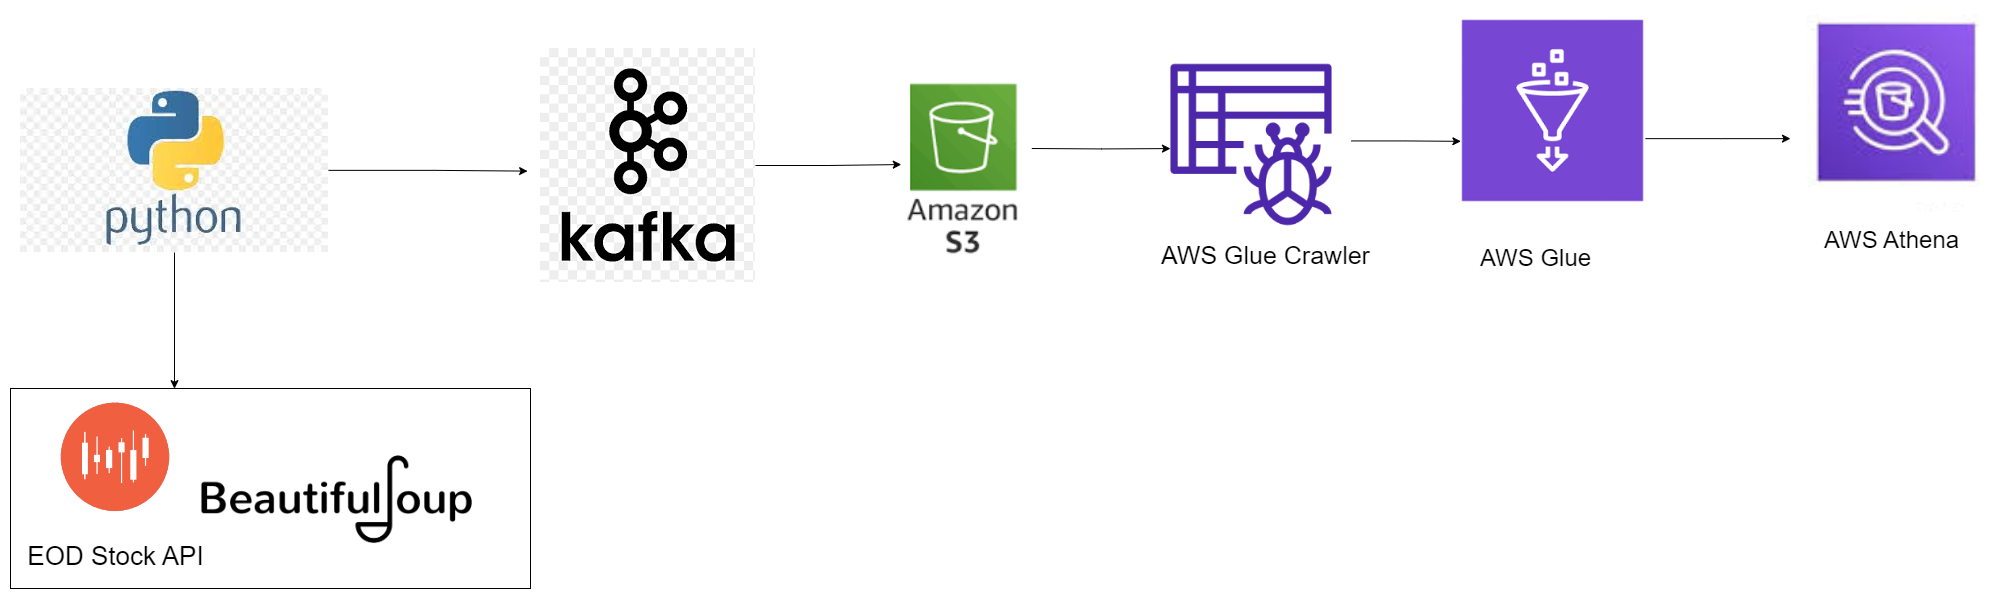 python
kafka
Amazon
S3
AWS Glue Crawler
AWS Glue
AWS Athena
BeautifulSoup
EOD Stock API